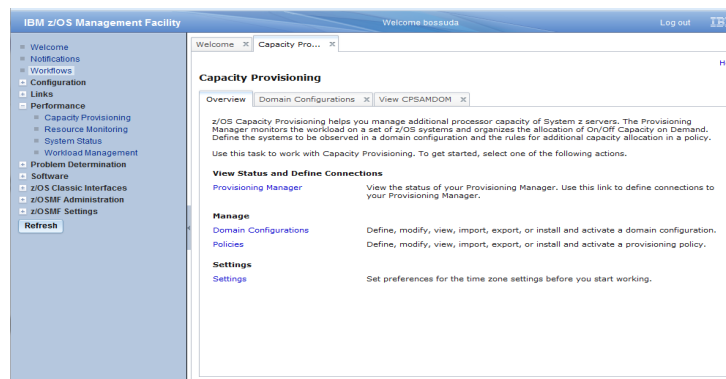 IBM z/OS Management Facility
Welcome bossuda
Log out
IB
Welcome
Notifications
Workflows
Configuration
Links
Performance
Capacity Provisioning
Resource Monitoring
System Status
Workload Management
Problem Determination
Software
z/OS Classic Interfaces
z/OSMF Administration
z/OSMF Settings
Refresh
Welcome
Capacity Pro...
H
Capacity Provisioning
Overview
Domain Configurations
View CPSAMDOM
z/OS Capacity Provisioning helps you manage additional processor capacity of System z servers. The Provisioning
Manager monitors the workload on a set of z/OS systems and organizes the allocation of On/Off Capacity on Demand.
Define the systems to be observed in a domain configuration and the rules for additional capacity allocation in a policy.
Use this task to work with Capacity Provisioning. To get started, select one of the following actions.
View Status and Define Connections
Provisioning Manager
View the status of your Provisioning Manager. Use this link to define connections to
your Provisioning Manager.
Manage
Domain Configurations
Define, modify, view, import, export, or install and activate a domain configuration.
Policies
Define, modify, view, import, export, or install and activate a provisioning policy.
Settings
Settings
Set preferences for the time zone settings before you start working.